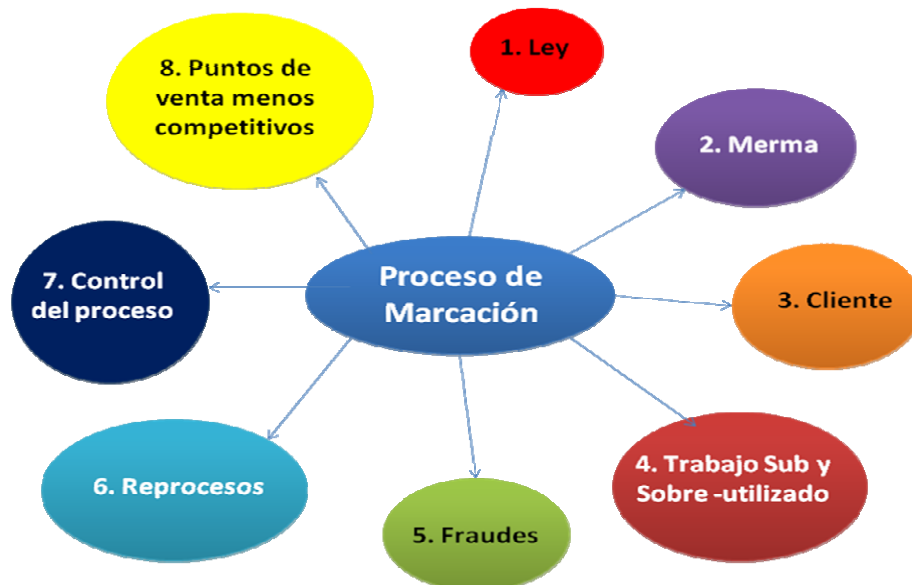 Proceso de
Marcación
1. Ley
2. Merma
3. Cliente
4. Trabajo Sub y
Sobre -utilizado
5. Fraudes
6. Reprocesos
7. Control
del proceso
8. Puntos de
venta menos
competitivos